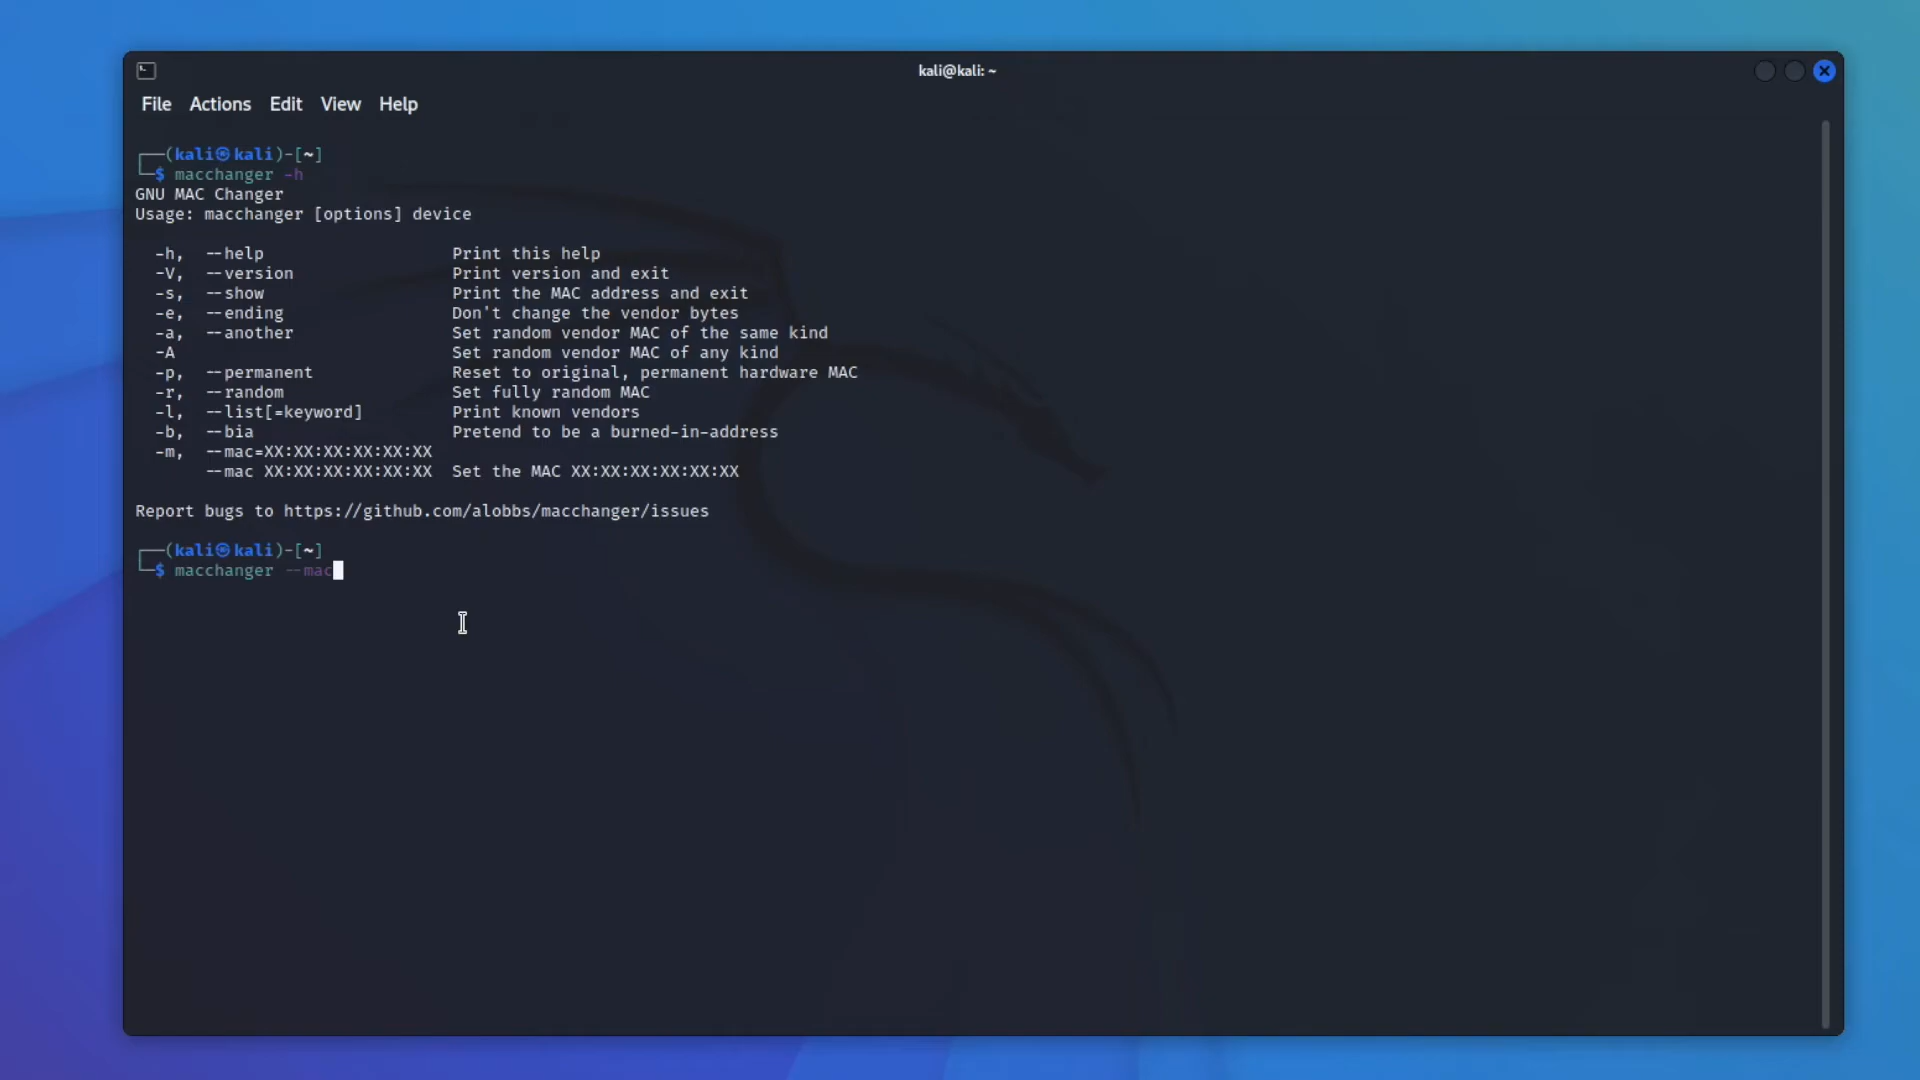 kali@kali: ~
File Actions Edit View Help
┌──(kali㉿kali)-[~]
└─$ macchanger -h
GNU MAC Changer
Usage: macchanger [options] device
-h, --help Print this help
-V, --version Print version and exit
-s, --show Print the MAC address and exit
-e, --ending Don't change the vendor bytes
-a, --another Set random vendor MAC of the same kind
-A Set random vendor MAC of any kind
-p, --permanent Reset to original, permanent hardware MAC
-r, --random Set fully random MAC
-l, --list[=keyword] Print known vendors
-b, --bia Pretend to be a burned-in-address
-m, --mac=XX:XX:XX:XX:XX:XX
--mac XX:XX:XX:XX:XX:XX Set the MAC XX:XX:XX:XX:XX:XX
Report bugs to https://github.com/alobbs/macchanger/issues
┌──(kali㉿kali)-[~]
└─$ macchanger --mac